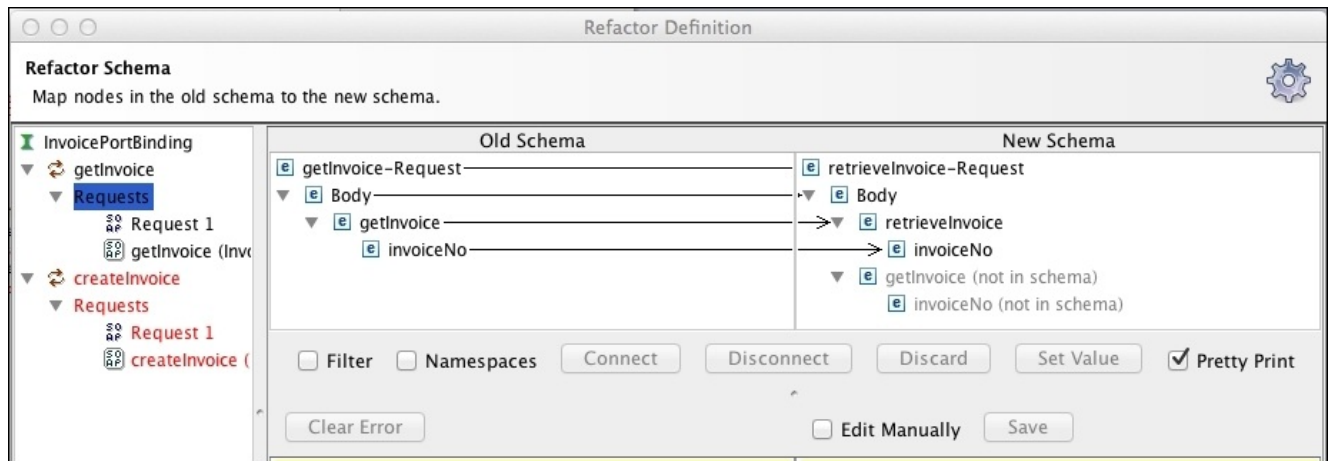 Refactor Definition
Refactor Schema
Map nodes in the old schema to the new schema.
InvoicePortBinding
getInvoice
Requests
Request 1
getInvoice (Invo
createInvoice
Requests
Request 1
createInvoice (
Old Schema
getInvoice-Request
Body
getInvoice
invoiceNo
New Schema
retrieveInvoice-Request
Body
retrieveInvoice
invoiceNo
getInvoice (not in schema)
invoiceNo (not in schema)
Filter Namespaces Connect Disconnect Discard Set Value Pretty Print
Clear Error Edit Manually Save